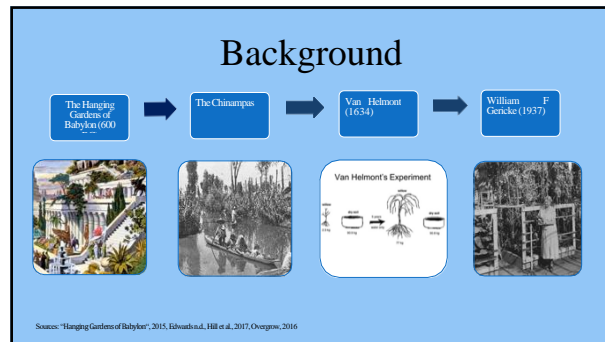 Background
The Hanging
Gardens of
Babylon (600
The Chinampas
Van Helmont
(1634)
William F
Gericke (1937)
Van Helmont's Experiment
Sources: "Hanging Gardens of Babylon", 2015, Edwards n.d., Hill et al., 2017, Overgrow, 2016